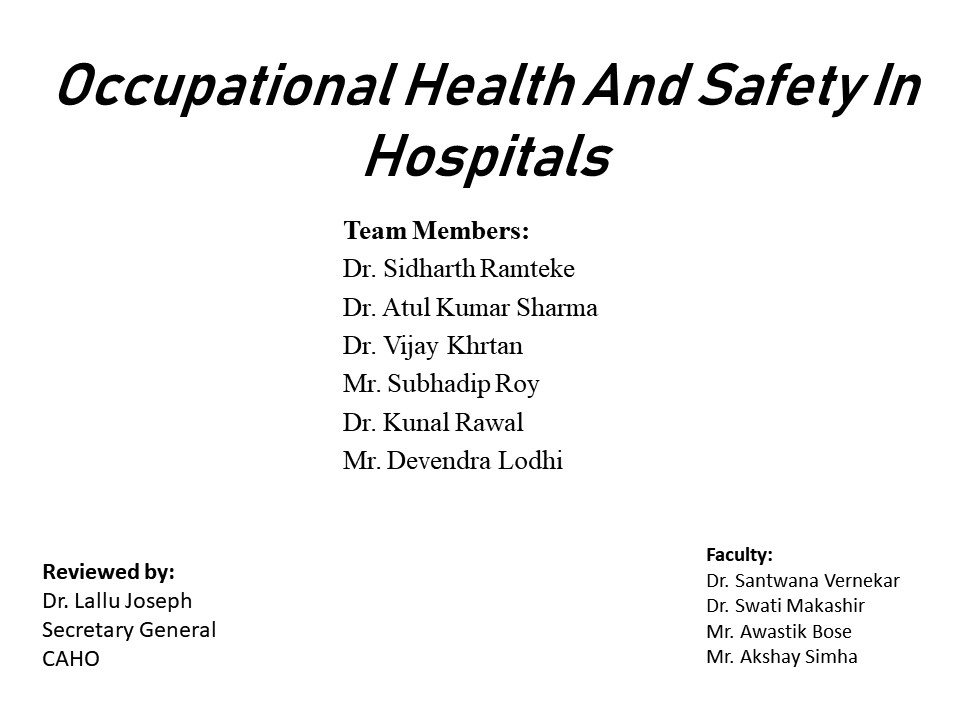 Occupational Health And Safety In
Hospitals
Team Members:
Dr. Sidharth Ramteke
Dr. Atul Kumar Sharma
Dr. Vijay Khrtan
Mr. Subhadip Roy
Dr. Kunal Rawal
Mr. Devendra Lodhi
Reviewed by:
Dr. Lallu Joseph
Secretary General
CAHO
Faculty:
Dr. Santwana Vernekar
Dr. Swati Makashir
Mr. Awastik Bose
Mr. Akshay Simha